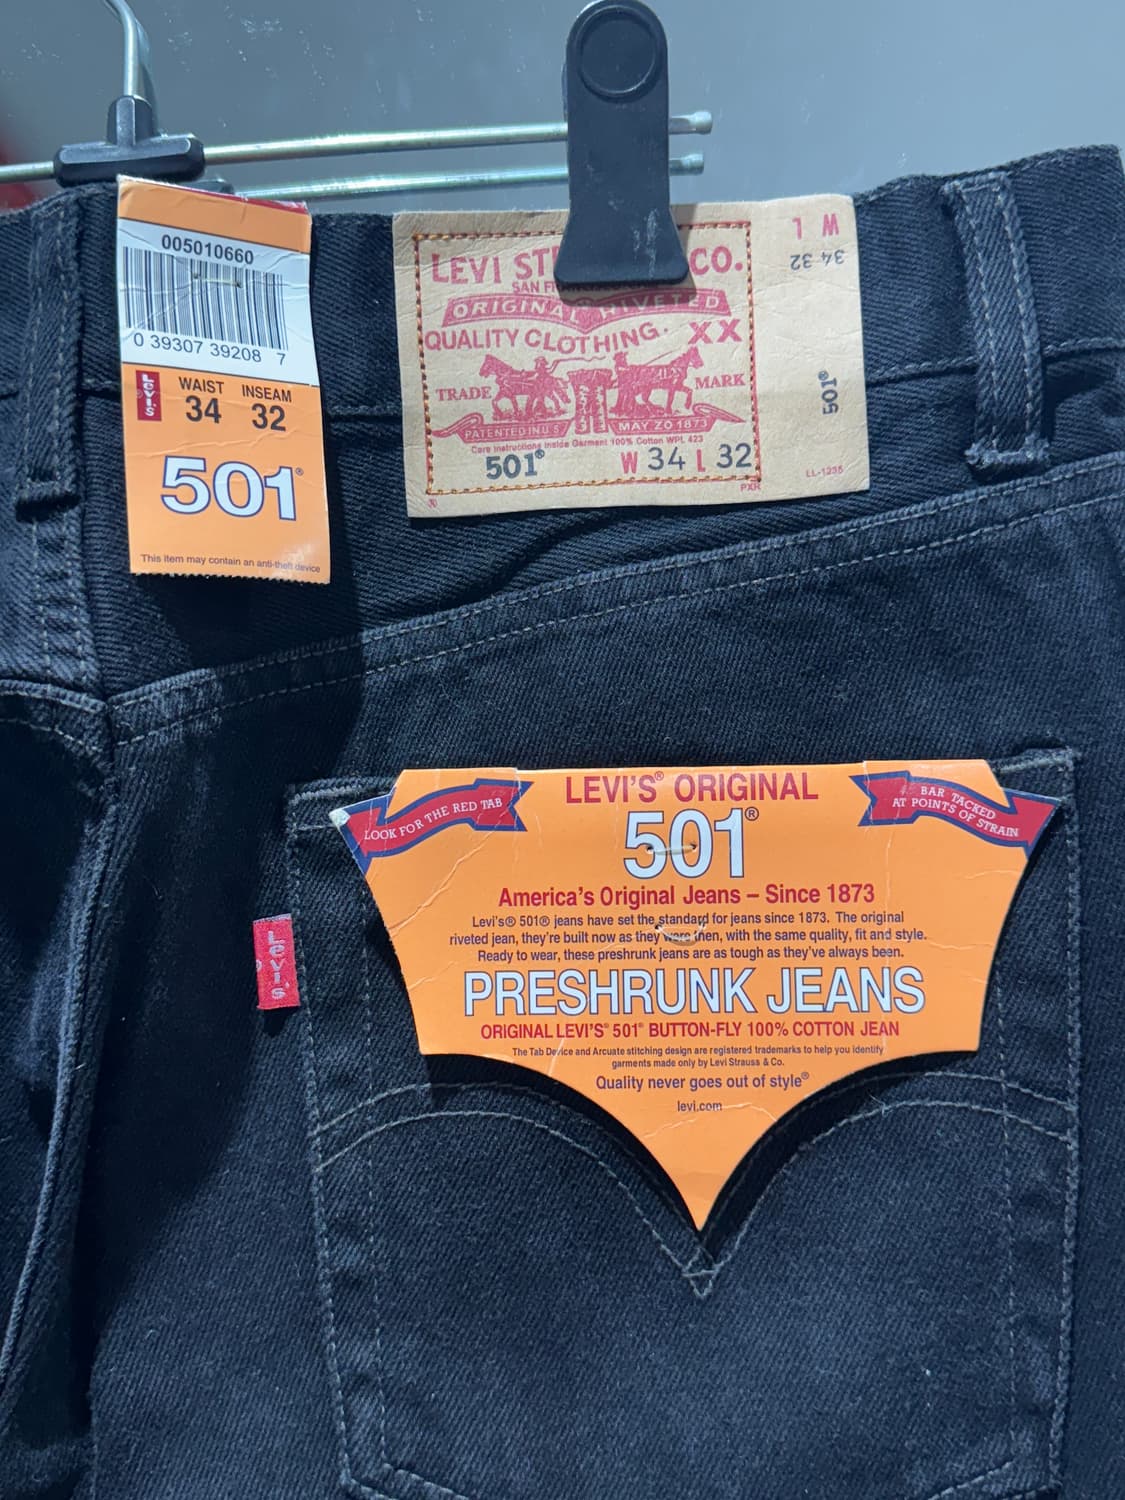 005010660
0 39307 39208 7
Levi's
WAIST INSEAM
34 32
501®
This item may contain an anti-theft device
LEVI ST CO.
SAN F
ORIGINAL RIVETED
QUALITY CLOTHING. XX
TRADE MARK
PATENTED IN U.S MAY 20 1873
Care Instructions Inside Garment 100% Cotton WPL 423
501® W 34 L 32
PXR
W L
34 32
501®
LL-1235
LEVI'S® ORIGINAL
501®
LOOK FOR THE RED TAB
BAR TACKED
AT POINTS OF STRAIN
America's Original Jeans – Since 1873
Levi's® 501® jeans have set the standard for jeans since 1873. The original
riveted jean, they're built now as they were then, with the same quality, fit and style.
Ready to wear, these preshrunk jeans are as tough as they've always been.
PRESHRUNK JEANS
ORIGINAL LEVI'S® 501® BUTTON-FLY 100% COTTON JEAN
The Tab Device and Arcuate stitching design are registered trademarks to help you identify
garments made only by Levi Strauss & Co.
Quality never goes out of style®
levi.com
Levi's